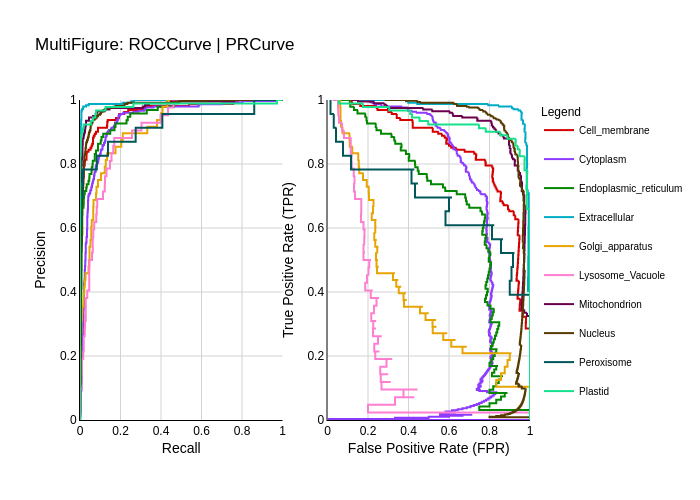 MultiFigure: ROCCurve | PRCurve
Precision
1
0.8
0.6
0.4
0.2
0
0 0.2 0.4 0.6 0.8 1
Recall
True Positive Rate (TPR)
1
0.8
0.6
0.4
0.2
0
0 0.2 0.4 0.6 0.8 1
False Positive Rate (FPR)
Legend
Cell_membrane
Cytoplasm
Endoplasmic_reticulum
Extracellular
Golgi_apparatus
Lysosome_Vacuole
Mitochondrion
Nucleus
Peroxisome
Plastid